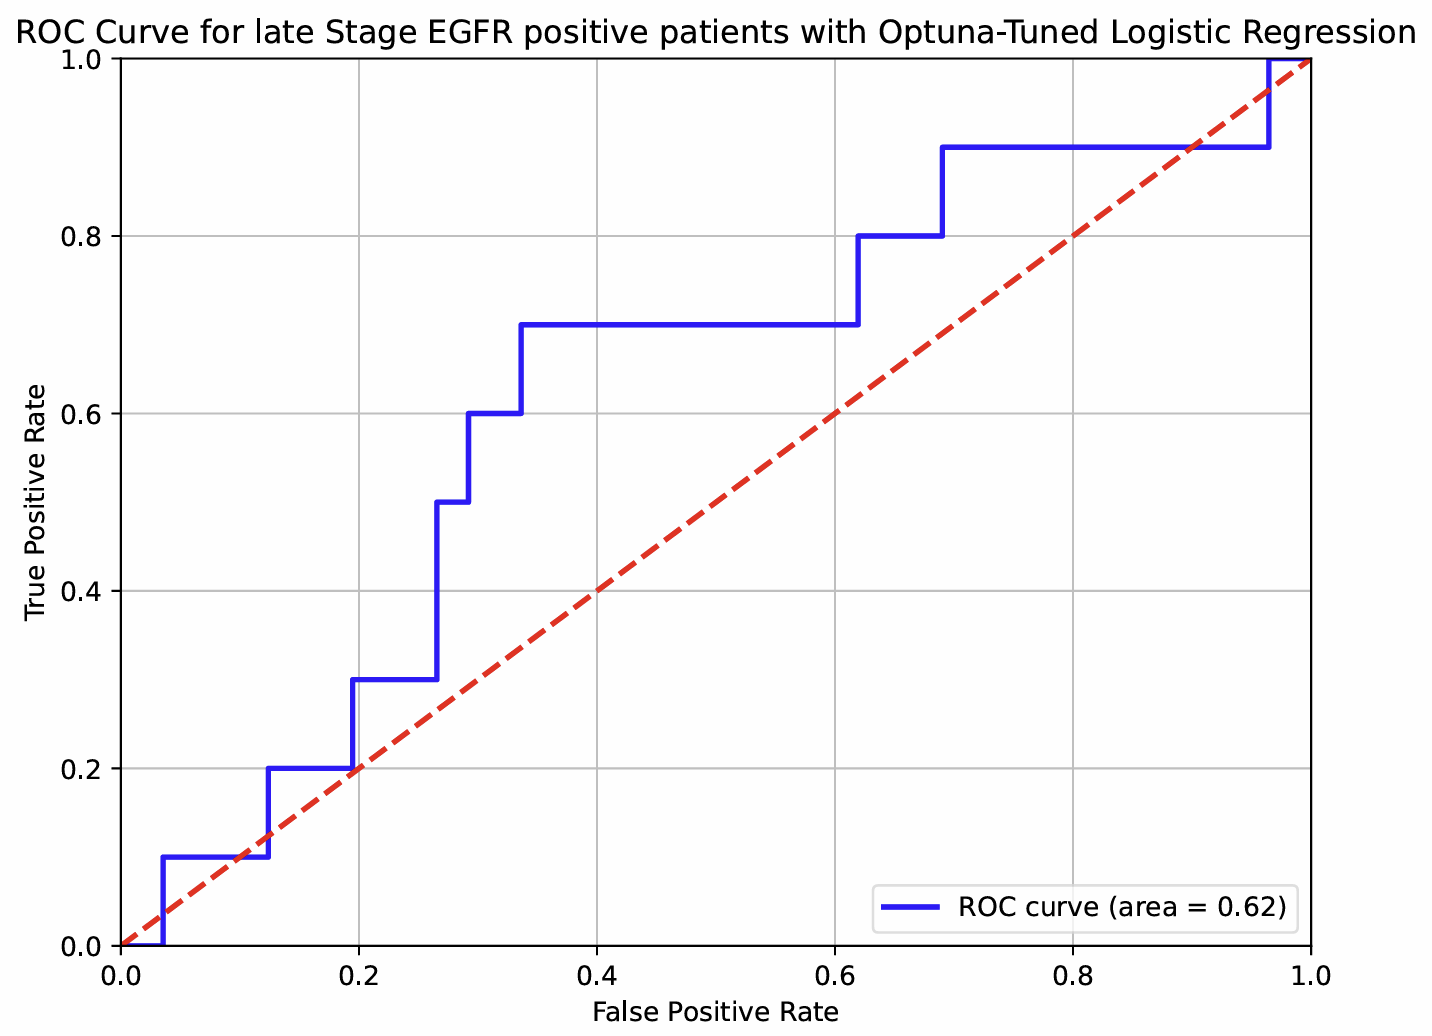 ROC Curve for late Stage EGFR positive patients with Optuna-Tuned Logistic Regression
1.0
0.8
0.6
0.4
0.2
0.0
True Positive Rate
ROC curve (area = 0.62)
0.0 0.2 0.4 0.6 0.8 1.0
False Positive Rate